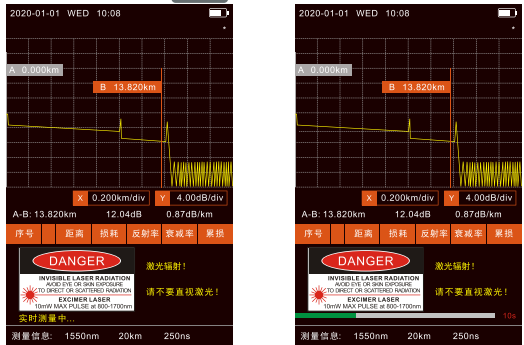 2020-01-01 WED 10:08
A 0.000km
B 13.820km
X 0.200km/div Y 4.00dB/div
A-B: 13.820km 12.04dB 0.87dB/km
序号 距离 损耗 反射率 衰减率 累损
DANGER
INVISIBLE LASER RADIATION
AVOID EYE OR SKIN EXPOSURE
TO DIRECT OR SCATTERED RADIATION
EXCIMER LASER
10mW MAX PULSE at 800-1700nm
激光辐射!
请不要直视激光!
实时测量中...
测量信息: 1550nm 20km 250ns
2020-01-01 WED 10:08
A 0.000km
B 13.820km
X 0.200km/div Y 4.00dB/div
A-B: 13.820km 12.04dB 0.87dB/km
序号 距离 损耗 反射率 衰减率 累损
DANGER
INVISIBLE LASER RADIATION
AVOID EYE OR SKIN EXPOSURE
TO DIRECT OR SCATTERED RADIATION
EXCIMER LASER
10mW MAX PULSE at 800-1700nm
激光辐射!
请不要直视激光!
10s
测量信息: 1550nm 20km 250ns